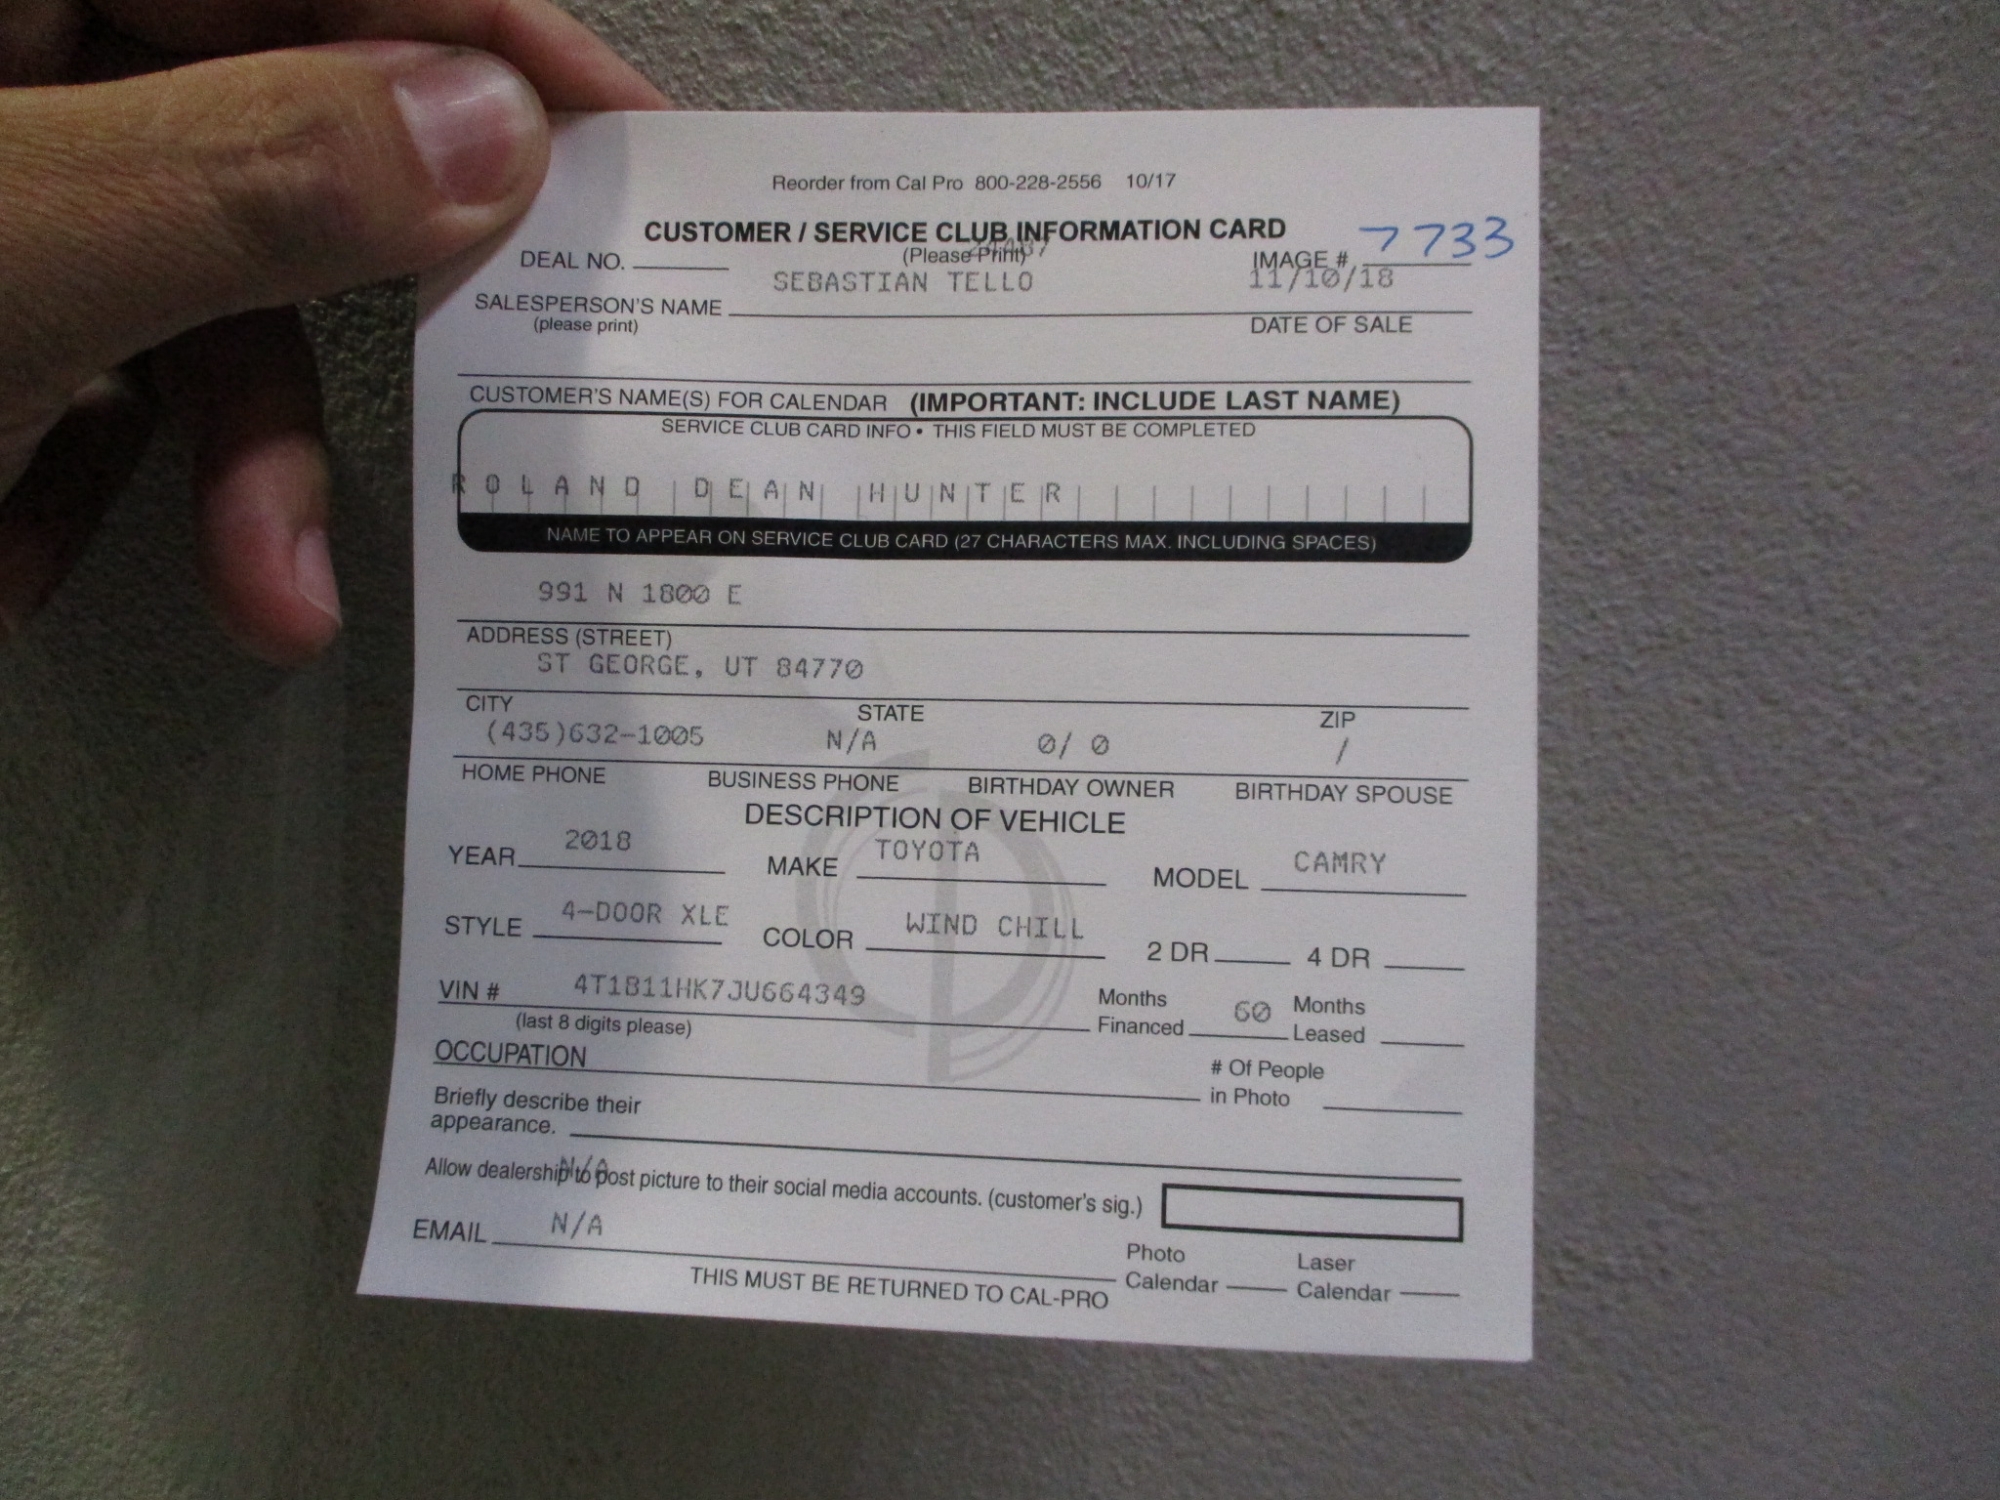 Reorder from Cal Pro 800-228-2556 10/17
CUSTOMER / SERVICE CLUB INFORMATION CARD
(Please Print)
DEAL NO. IMAGE # 7733
SEBASTIAN TELLO 11/10/18
SALESPERSON'S NAME
(please print) DATE OF SALE
CUSTOMER'S NAME(S) FOR CALENDAR (IMPORTANT: INCLUDE LAST NAME)
SERVICE CLUB CARD INFO • THIS FIELD MUST BE COMPLETED
ROLAND DEAN HUNTER
NAME TO APPEAR ON SERVICE CLUB CARD (27 CHARACTERS MAX. INCLUDING SPACES)
991 N 1800 E
ADDRESS (STREET)
ST GEORGE, UT 84770
CITY STATE ZIP
(435)632-1005 N/A 0/ 0 /
HOME PHONE BUSINESS PHONE BIRTHDAY OWNER BIRTHDAY SPOUSE
DESCRIPTION OF VEHICLE
YEAR 2018 MAKE TOYOTA MODEL CAMRY
STYLE 4-DOOR XLE COLOR WIND CHILL 2 DR 4 DR
VIN # 4T1B11HK7JU664349 Months Financed 60 Months Leased
(last 8 digits please)
OCCUPATION # Of People in Photo
Briefly describe their
appearance.
N/A
Allow dealership to post picture to their social media accounts. (customer's sig.)
EMAIL N/A
Photo Calendar Laser Calendar
THIS MUST BE RETURNED TO CAL-PRO